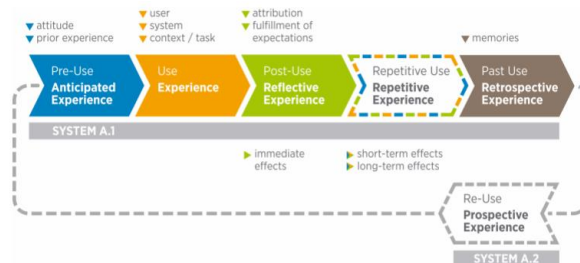 attitude
prior experience
user
system
context / task
attribution
fulfillment of
expectations
memories
Pre-Use
Anticipated
Experience
Use
Experience
Post-Use
Reflective
Experience
Repetitive Use
Repetitive
Experience
Past Use
Retrospective
Experience
SYSTEM A.1
immediate
effects
short-term effects
long-term effects
Re-Use
Prospective
Experience
SYSTEM A.2